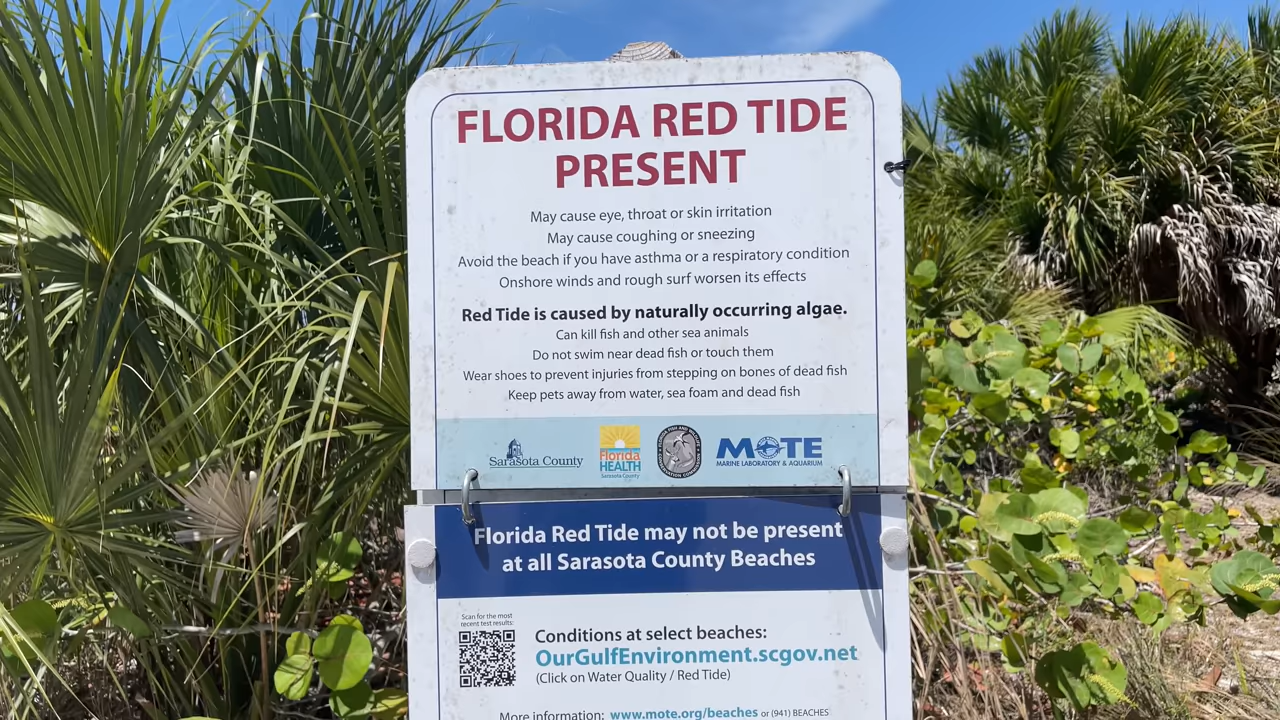 FLORIDA RED TIDE
PRESENT
May cause eye, throat or skin irritation
May cause coughing or sneezing
Avoid the beach if you have asthma or a respiratory condition
Onshore winds and rough surf worsen its effects
Red Tide is caused by naturally occurring algae.
Can kill fish and other sea animals
Do not swim near dead fish or touch them
Wear shoes to prevent injuries from stepping on bones of dead fish
Keep pets away from water, sea foam and dead fish
Sarasota County
Florida
HEALTH
Sarasota County
MOTE
MARINE LABORATORY & AQUARIUM
Florida Red Tide may not be present
at all Sarasota County Beaches
Scan for the most
recent test results:
Conditions at select beaches:
OurGulfEnvironment.scgov.net
(Click on Water Quality / Red Tide)
More information: www.mote.org/beaches or (941) BEACHES